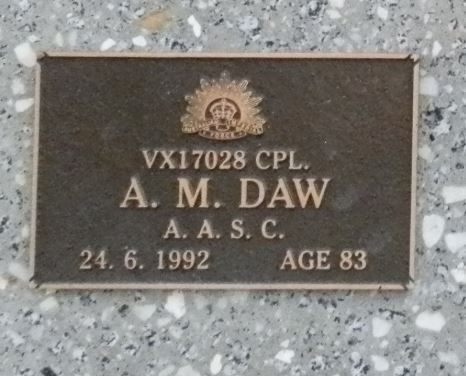 VX17028 CPL.
A. M. DAW
A. A. S. C.
24. 6. 1992 AGE 83